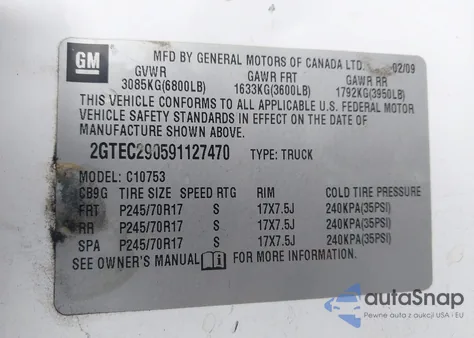 GM
MFD BY GENERAL MOTORS OF CANADA LTD. 02/09
GVWR GAWR FRT GAWR RR
3085KG(6800LB) 1633KG(3600LB) 1792KG(3950LB)
THIS VEHICLE CONFORMS TO ALL APPLICABLE U.S. FEDERAL MOTOR
VEHICLE SAFETY STANDARDS IN EFFECT ON THE DATE OF
MANUFACTURE SHOWN ABOVE.
2GTEC290591127470 TYPE: TRUCK
MODEL: C10753
CB9G TIRE SIZE SPEED RTG RIM COLD TIRE PRESSURE
FRT P245/70R17 S 17X7.5J 240KPA(35PSI)
RR P245/70R17 S 17X7.5J 240KPA(35PSI)
SPA P245/70R17 S 17X7.5J 240KPA(35PSI)
SEE OWNER'S MANUAL FOR MORE INFORMATION.
autoSnap
Pewne auta z aukcji USA i EU